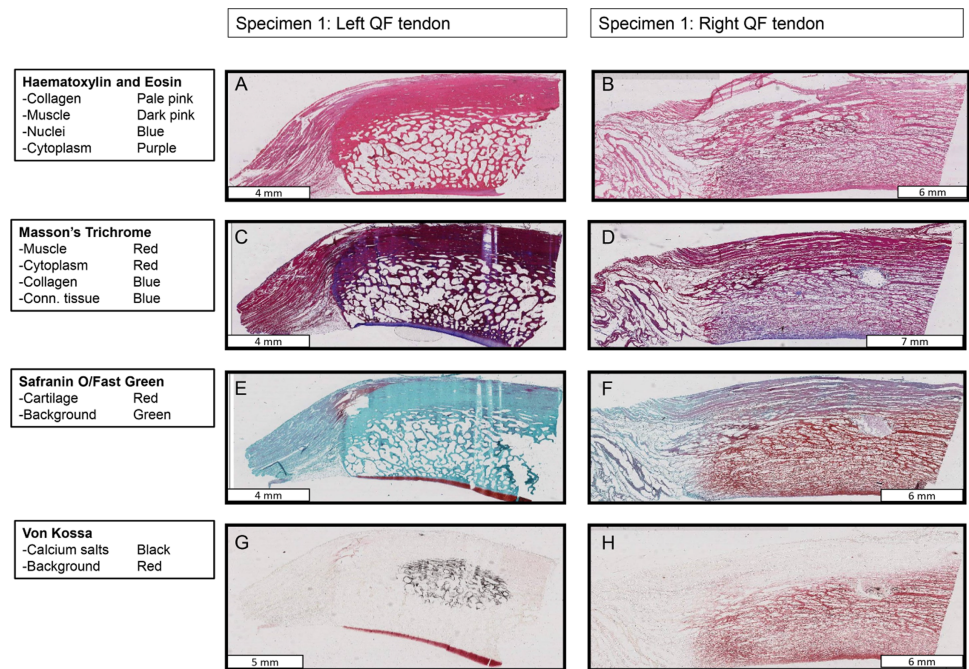 Specimen 1: Left QF tendon
Specimen 1: Right QF tendon
Haematoxylin and Eosin
-Collagen Pale pink
-Muscle Dark pink
-Nuclei Blue
-Cytoplasm Purple
A
4 mm
B
6 mm
Masson's Trichrome
-Muscle Red
-Cytoplasm Red
-Collagen Blue
-Conn. tissue Blue
C
4 mm
D
7 mm
Safranin O/Fast Green
-Cartilage Red
-Background Green
E
4 mm
F
6 mm
Von Kossa
-Calcium salts Black
-Background Red
G
5 mm
H
6 mm